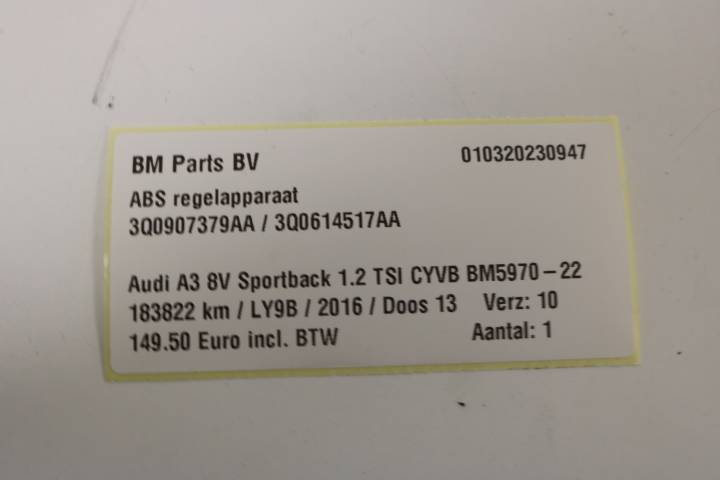 BM Parts BV 010320230947
ABS regelapparaat
3Q0907379AA / 3Q0614517AA
Audi A3 8V Sportback 1.2 TSI CYVB BM5970-22
183822 km / LY9B / 2016 / Doos 13 Verz: 10
149.50 Euro incl. BTW Aantal: 1